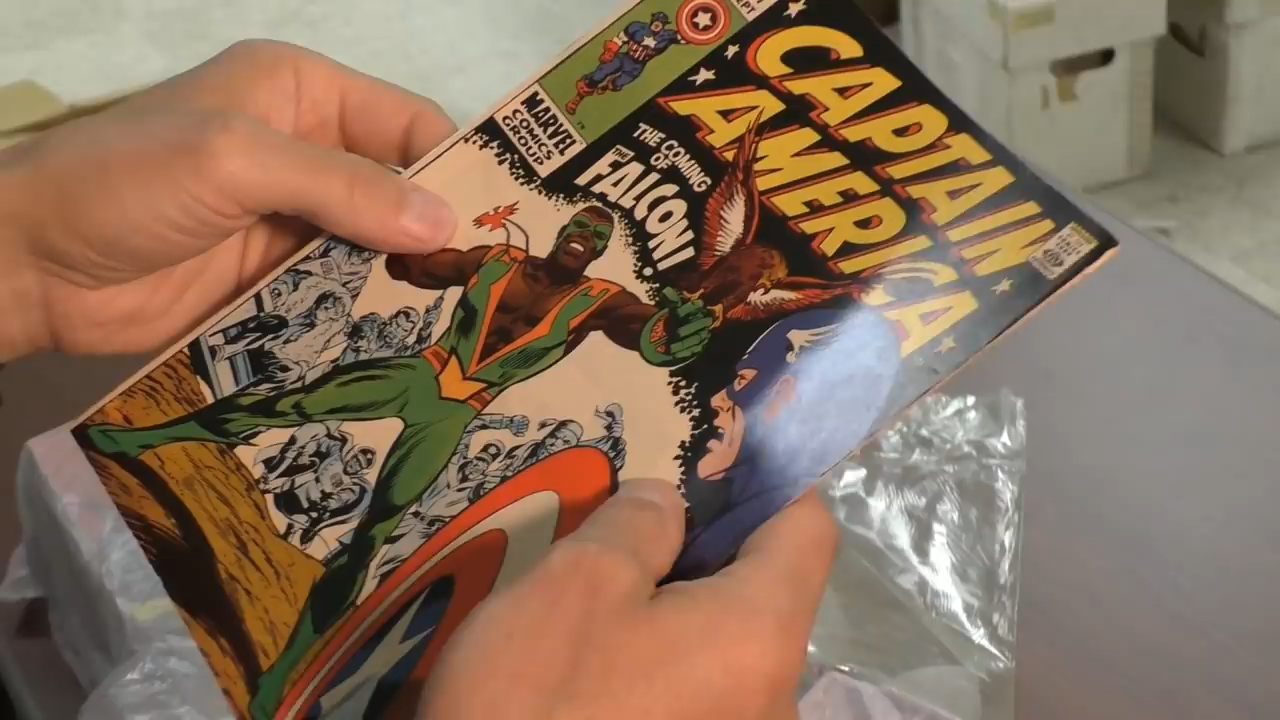 MARVEL
COMICS
GROUP
CAPTAIN
AMERICA
THE COMING
OF
THE
FALCON!